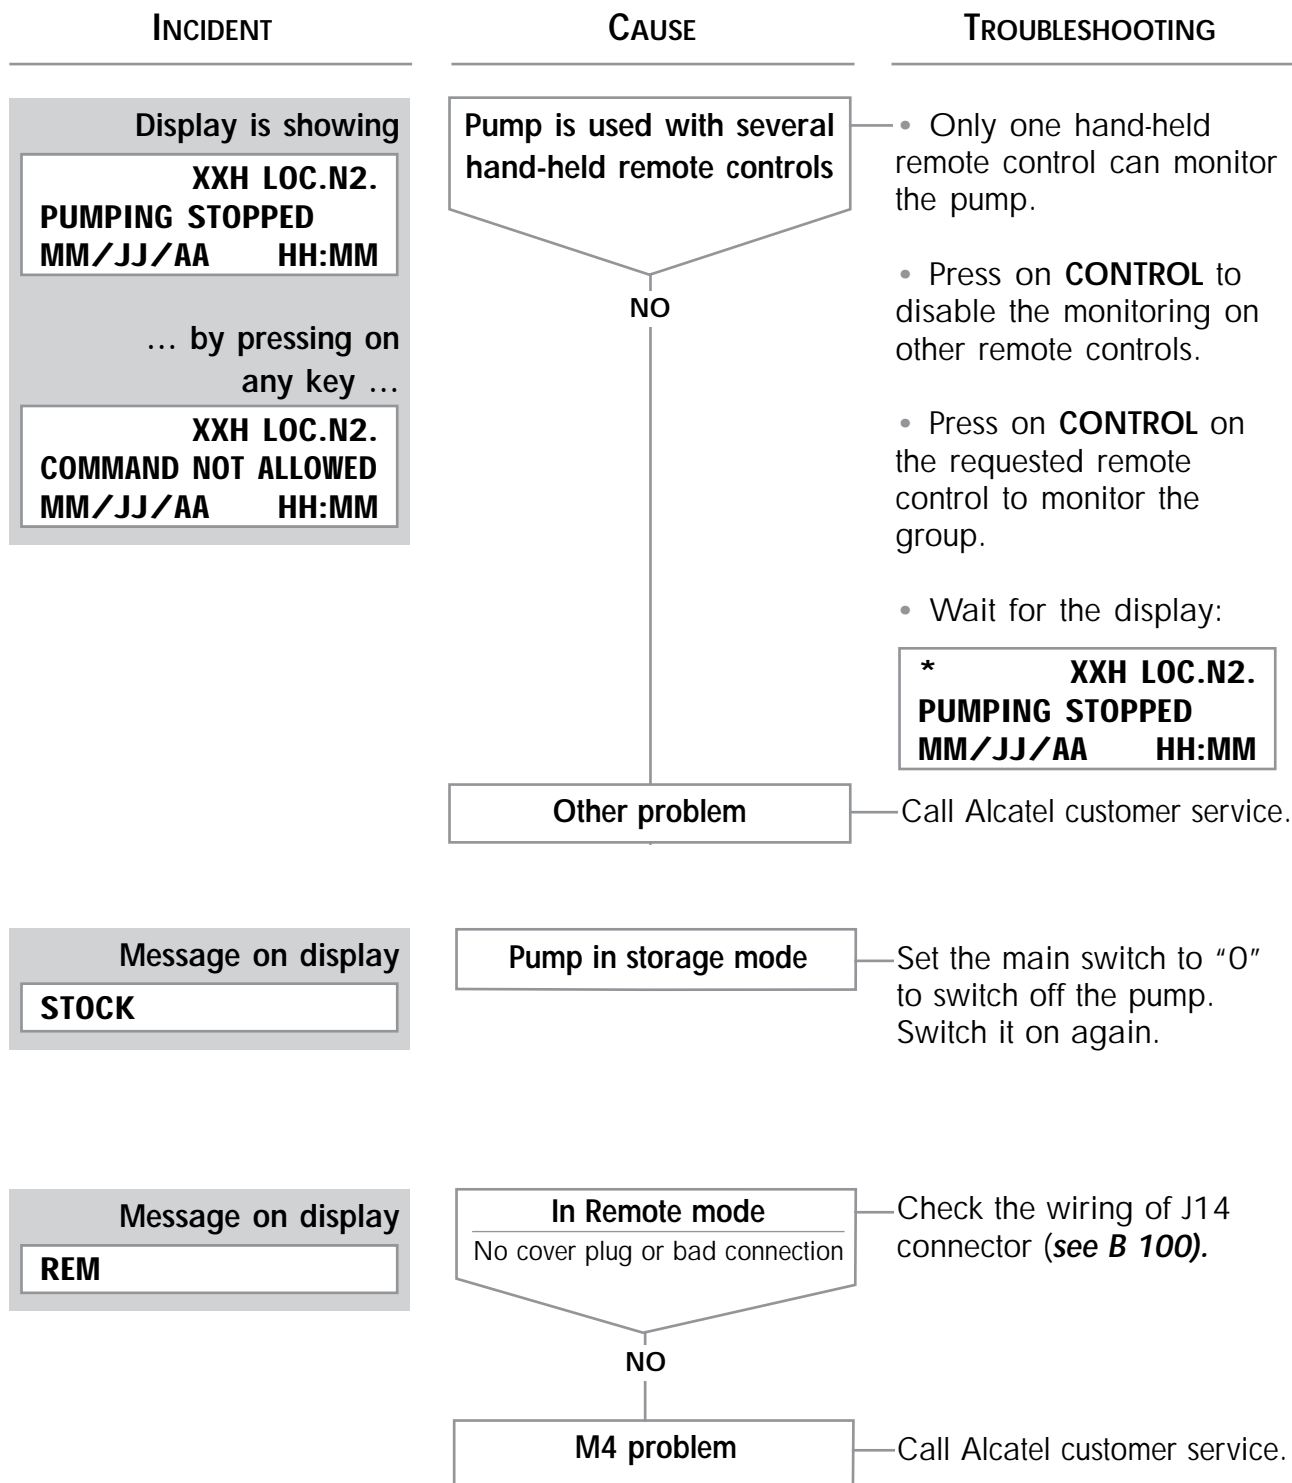 INCIDENT
CAUSE
TROUBLESHOOTING
Display is showing
XXH LOC.N2.
PUMPING STOPPED
MM/JJ/AA HH:MM
... by pressing on
any key ...
XXH LOC.N2.
COMMAND NOT ALLOWED
MM/JJ/AA HH:MM
Pump is used with several
hand-held remote controls
NO
• Only one hand-held
remote control can monitor
the pump.
• Press on CONTROL to
disable the monitoring on
other remote controls.
• Press on CONTROL on
the requested remote
control to monitor the
group.
• Wait for the display:
* XXH LOC.N2.
PUMPING STOPPED
MM/JJ/AA HH:MM
Other problem
Call Alcatel customer service.
Message on display
STOCK
Pump in storage mode
Set the main switch to “0”
to switch off the pump.
Switch it on again.
Message on display
REM
In Remote mode
No cover plug or bad connection
NO
Check the wiring of J14
connector (see B 100).
M4 problem
Call Alcatel customer service.